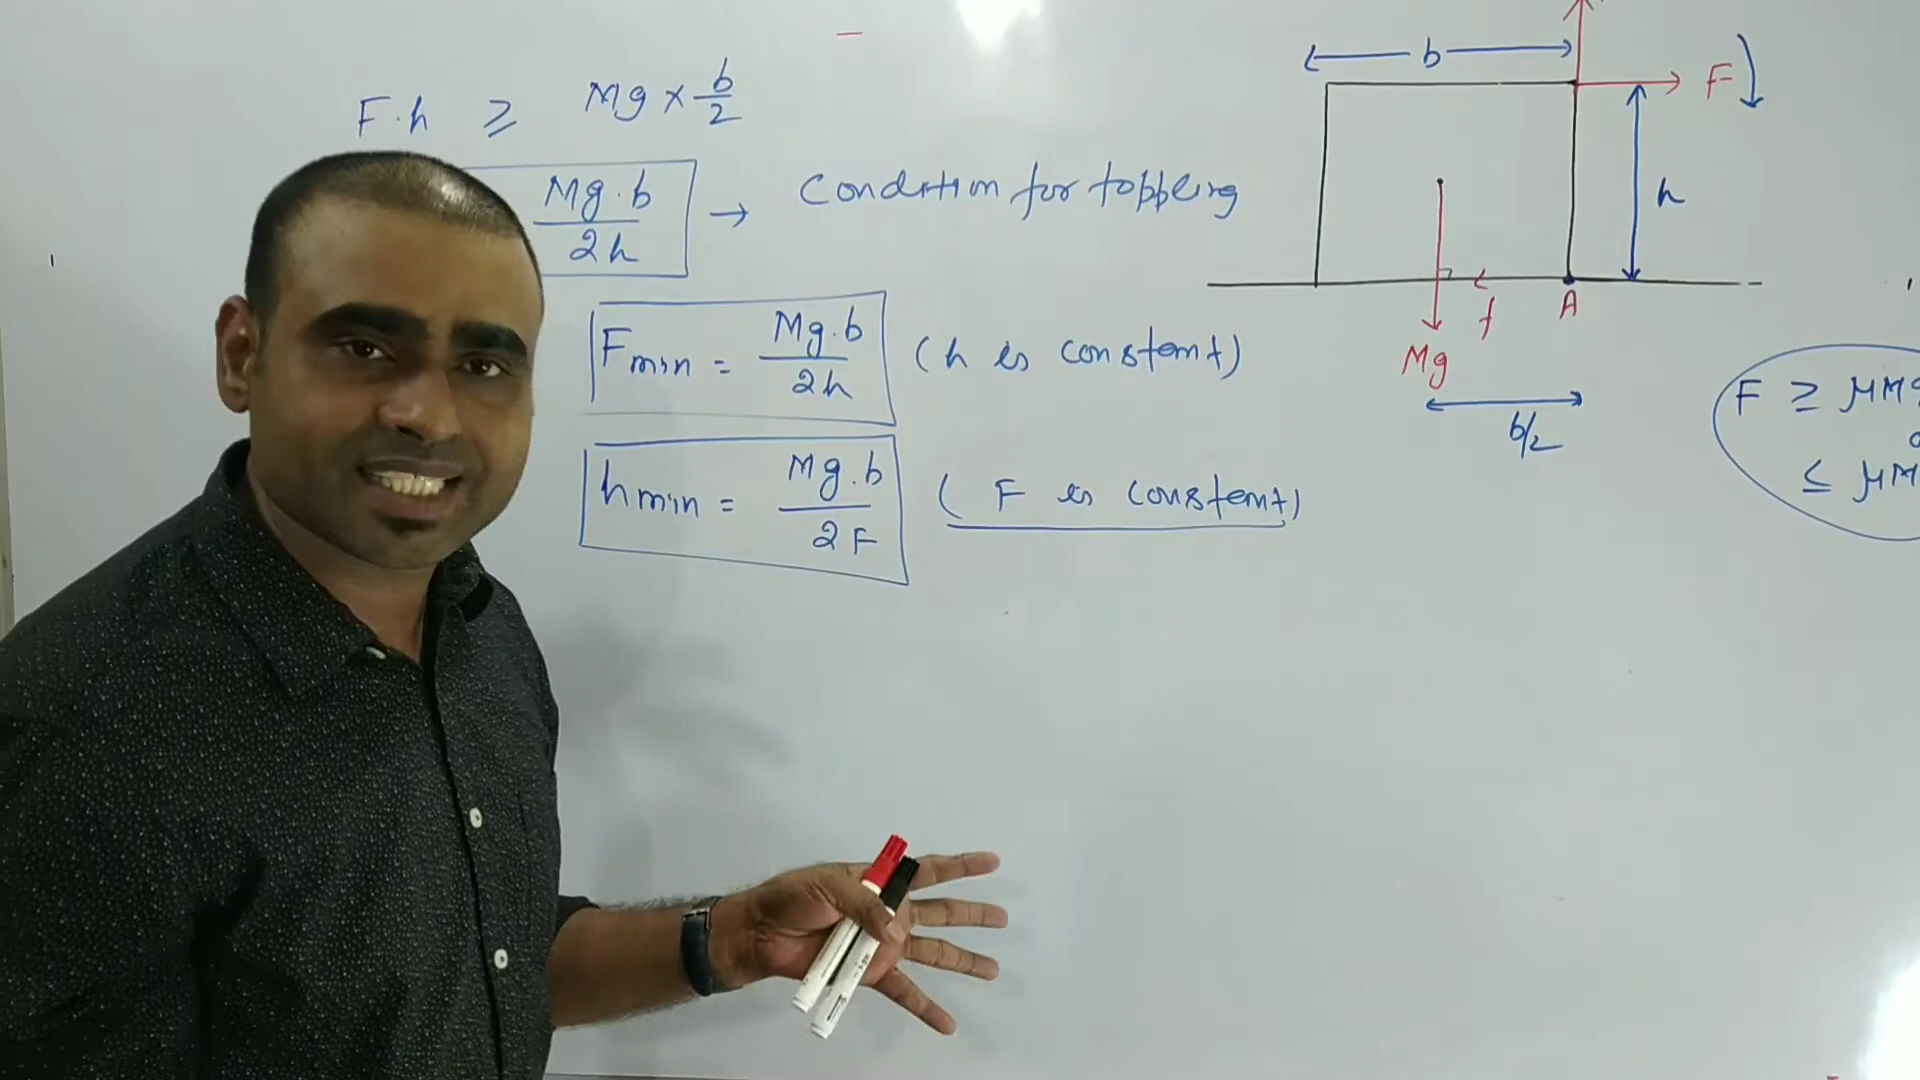 F.h ≥ Mg × b/2
Mg.b/2h → Condition for toppling
Fmin = Mg.b/2h (h is constant)
hmin = Mg.b/2F (F is constant)
b
F
h
f
A
Mg
b/2
F ≥ μM
≤ μM